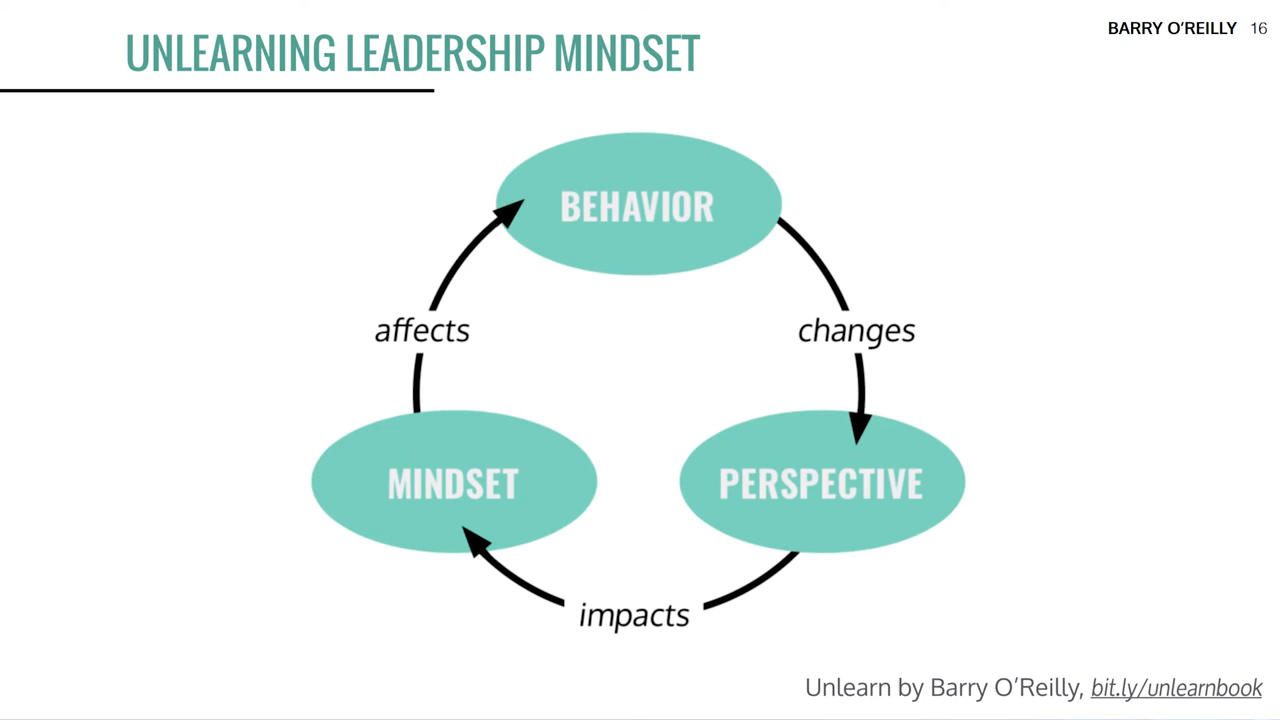 UNLEARNING LEADERSHIP MINDSET
BARRY O’REILLY 16
BEHAVIOR
affects
changes
MINDSET
PERSPECTIVE
impacts
Unlearn by Barry O’Reilly, bit.ly/unlearnbook